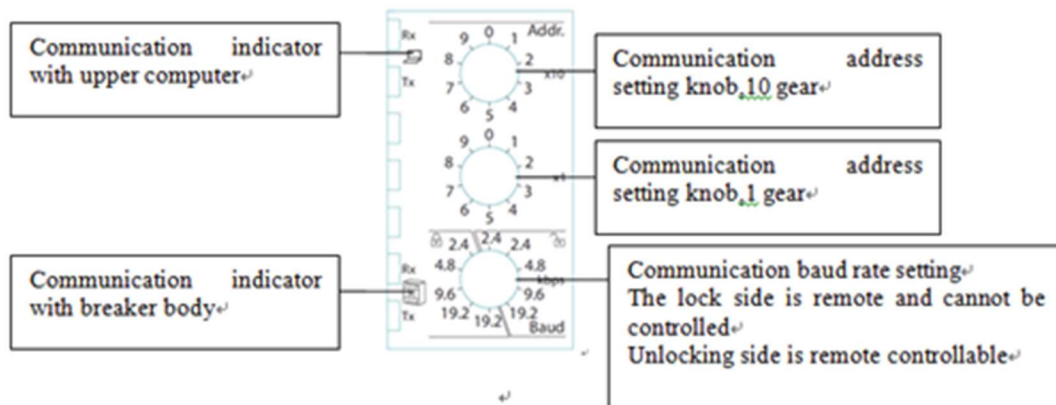 Communication indicator
with upper computer
Rx
Tx
Addr.
0
9 1
8 2
x10
7 3
6 4
5
Communication address
setting knob,10 gear
0
9 1
8 2
x1
7 3
6 4
5
Communication address
setting knob,1 gear
Communication indicator
with breaker body
Rx
Tx
2.4 2.4 2.4
4.8 4.8
kbps
9.6 9.6
19.2 19.2 19.2
Baud
Communication baud rate setting
The lock side is remote and cannot be
controlled
Unlocking side is remote controllable